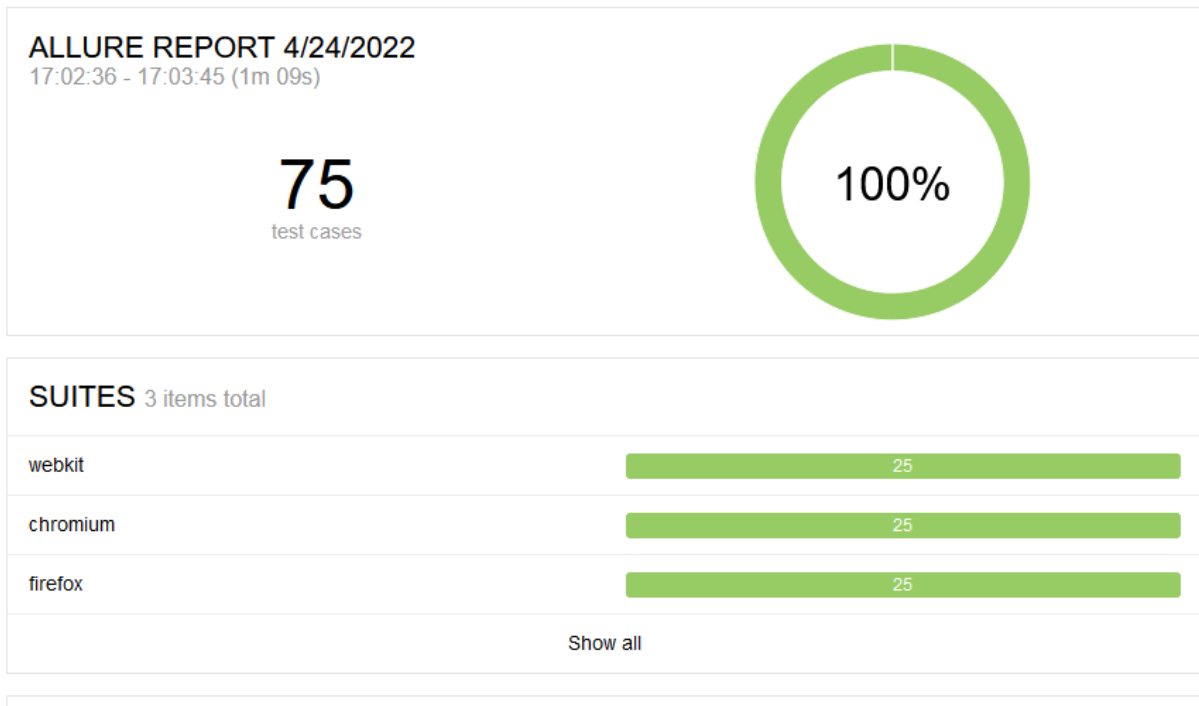 ALLURE REPORT 4/24/2022
17:02:36 - 17:03:45 (1m 09s)
75
test cases
100%
SUITES 3 items total
webkit 25
chromium 25
firefox 25
Show all